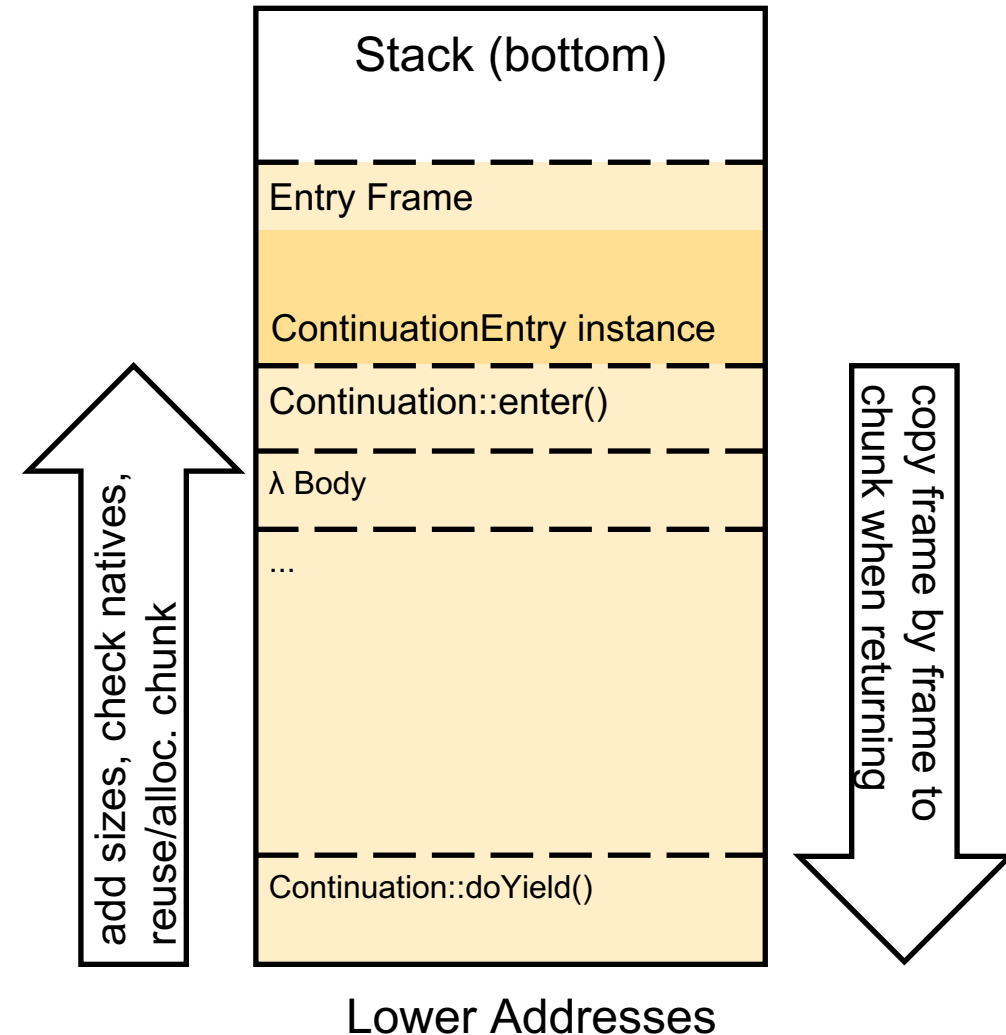 Stack (bottom)
Entry Frame
ContinuationEntry instance
Continuation::enter()
λ Body
...
Continuation::doYield()
Lower Addresses
add sizes, check natives,
reuse/alloc. chunk
copy frame by frame to
chunk when returning